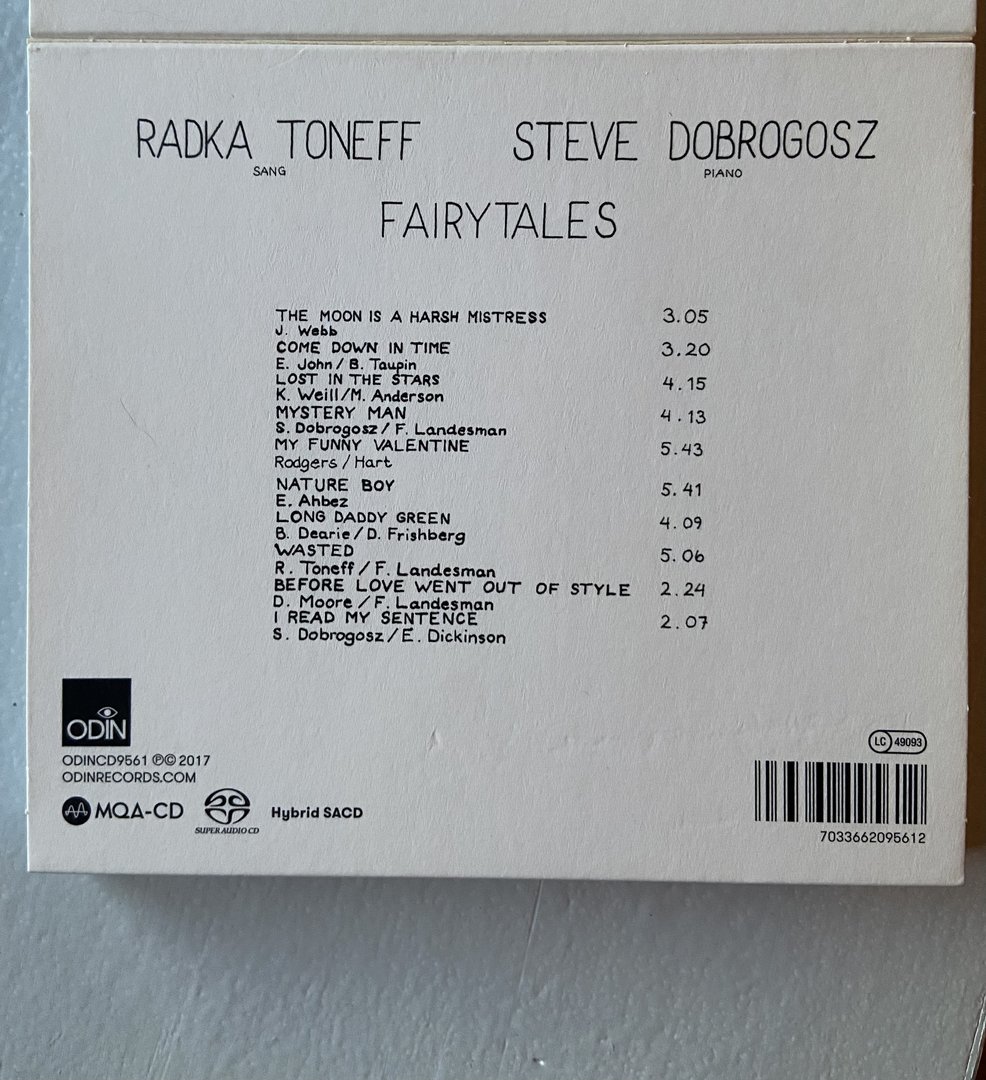 RADKA TONEFF STEVE DOBROGOSZ
SANG PIANO
FAIRYTALES
THE MOON IS A HARSH MISTRESS 3.05
J. Webb
COME DOWN IN TIME 3.20
E. John / B. Taupin
LOST IN THE STARS 4.15
K. Weill/M. Anderson
MYSTERY MAN 4.13
S. Dobrogosz / F. Landesman
MY FUNNY VALENTINE 5.43
Rodgers / Hart
NATURE BOY 5.41
E. Ahbez
LONG DADDY GREEN 4.09
B. Dearie / D. Frishberg
WASTED 5.06
R. Toneff / F. Landesman
BEFORE LOVE WENT OUT OF STYLE 2.24
D. Moore / F. Landesman
I READ MY SENTENCE 2.07
S. Dobrogosz / E. Dickinson
ODIN
ODINCD9561 ℗© 2017
ODINRECORDS.COM
MQA-CD SUPER AUDIO CD Hybrid SACD
LC 49093
7033662095612